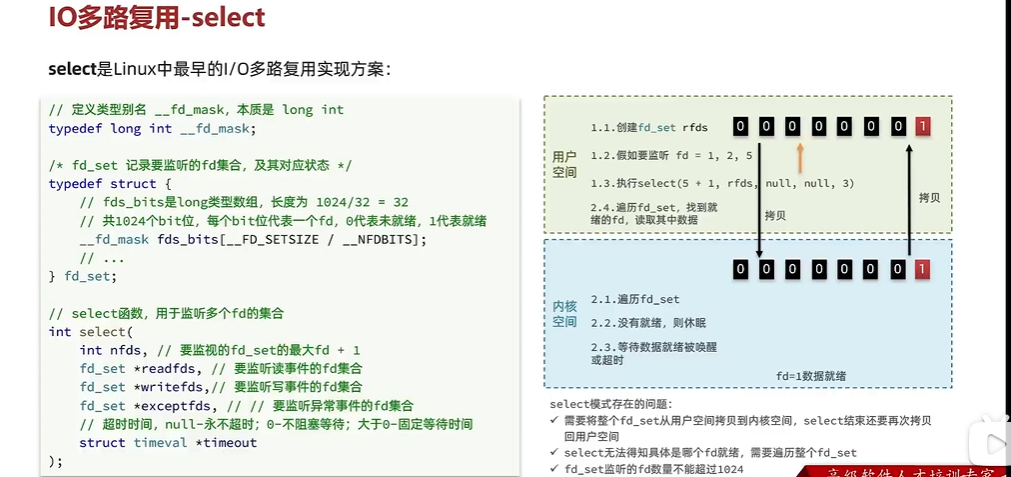 IO多路复用-select
select是Linux中最早的I/O多路复用实现方案：
// 定义类型别名 __fd_mask，本质是 long int
typedef long int __fd_mask;
/* fd_set 记录要监听的fd集合，及其对应状态 */
typedef struct {
// fds_bits是long类型数组，长度为 1024/32 = 32
// 共1024个bit位，每个bit位代表一个fd，0代表未就绪，1代表就绪
__fd_mask fds_bits[__FD_SETSIZE / __NFDBITS];
// ...
} fd_set;
// select函数，用于监听多个fd的集合
int select(
int nfds, // 要监视的fd_set的最大fd + 1
fd_set *readfds, // 要监听读事件的fd集合
fd_set *writefds,// 要监听写事件的fd集合
fd_set *exceptfds, // // 要监听异常事件的fd集合
// 超时时间，null-永不超时；0-不阻塞等待；大于0-固定等待时间
struct timeval *timeout
);
用户
空间
1.1.创建fd_set rfds
0 0 0 0 0 0 0 1
1.2.假如要监听 fd = 1, 2, 5
1.3.执行select(5 + 1, rfds, null, null, 3)
2.4.遍历fd_set，找到就
绪的fd，读取其中数据
拷贝
拷贝
内核
空间
0 0 0 0 0 0 0 1
2.1.遍历fd_set
2.2.没有就绪，则休眠
2.3.等待数据就绪被唤醒
或超时
fd=1数据就绪
select模式存在的问题：
✓ 需要将整个fd_set从用户空间拷贝到内核空间，select结束还要再次拷贝
回用户空间
✓ select无法得知具体是哪个fd就绪，需要遍历整个fd_set
✓ fd_set监听的fd数量不能超过1024
高级软件人才培训专家